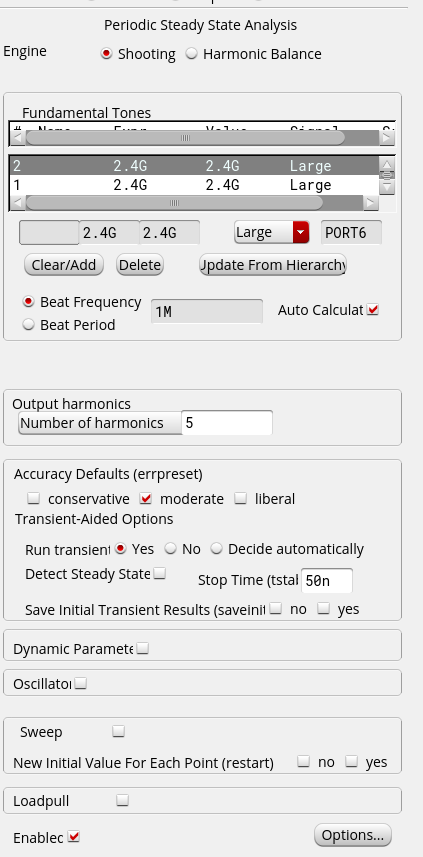 Periodic Steady State Analysis
Engine Shooting Harmonic Balance
Fundamental Tones
# Name Expr Value Signal
2 2.4G 2.4G Large
1 2.4G 2.4G Large
2.4G 2.4G Large PORT6
Clear/Add Delete Update From Hierarchy
Beat Frequency 1M Auto Calculat
Beat Period
Output harmonics
Number of harmonics 5
Accuracy Defaults (errpreset)
conservative moderate liberal
Transient-Aided Options
Run transient Yes No Decide automatically
Detect Steady State Stop Time (tstab 50n
Save Initial Transient Results (saveinit no yes
Dynamic Paramete
Oscillator
Sweep
New Initial Value For Each Point (restart) no yes
Loadpull
Enabled Options...